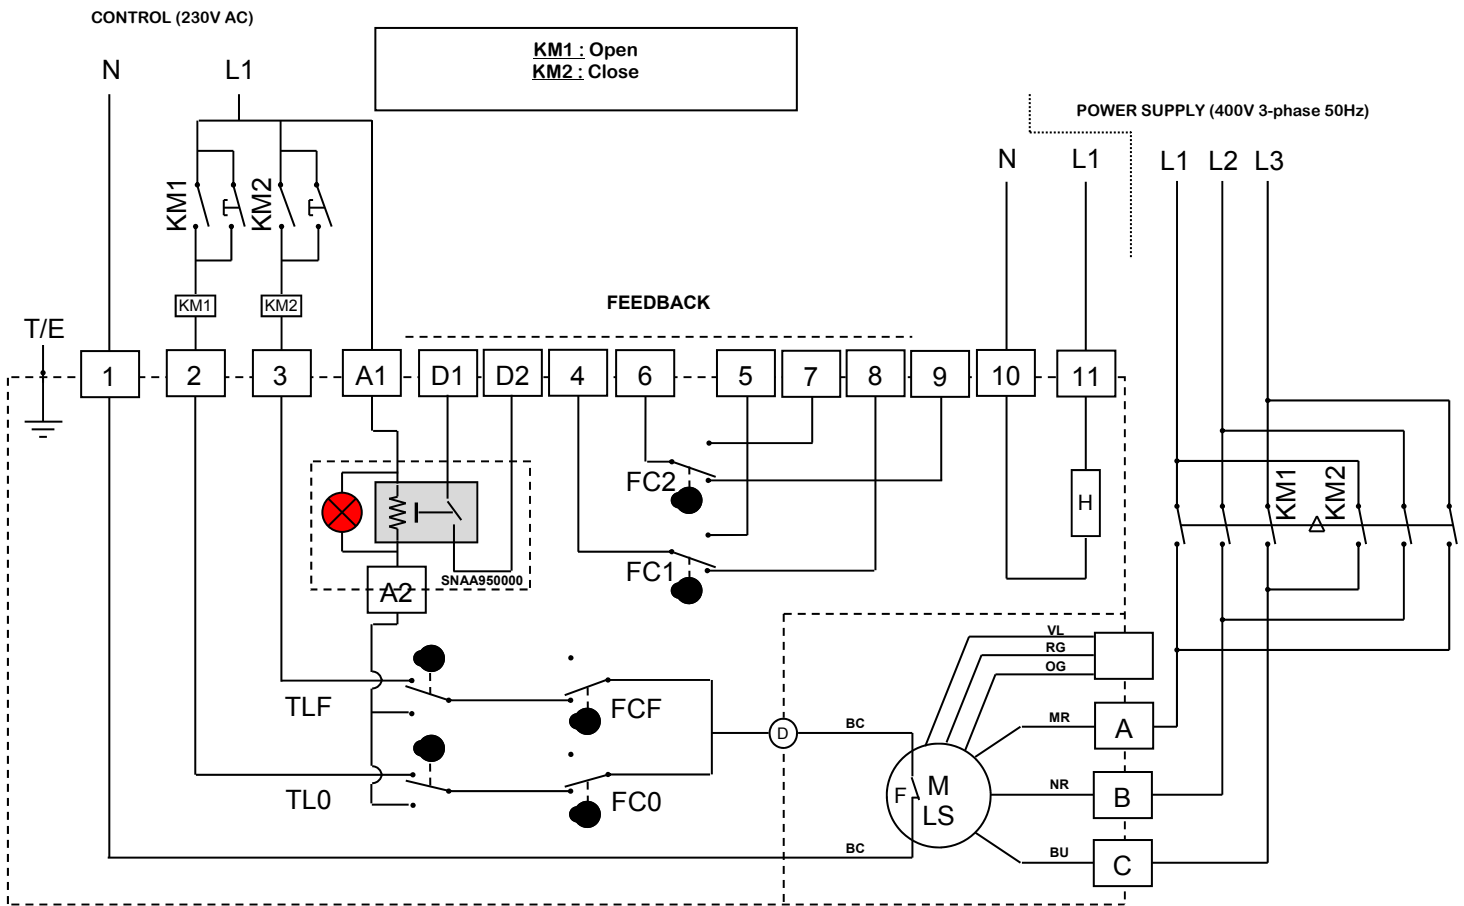 CONTROL (230V AC)
KM1 : Open
KM2 : Close
POWER SUPPLY (400V 3-phase 50Hz)
N
L1
N
L1
L1
L2
L3
KM1
T
KM2
T
KM1
KM2
FEEDBACK
T/E
1
2
3
A1
D1
D2
4
6
5
7
8
9
10
11
FC2
H
KM1
KM2
FC1
SNAA950000
A2
VL
RG
OG
TLF
FCF
D
BC
MR
A
TL0
FC0
F
M
LS
NR
B
BC
BU
C